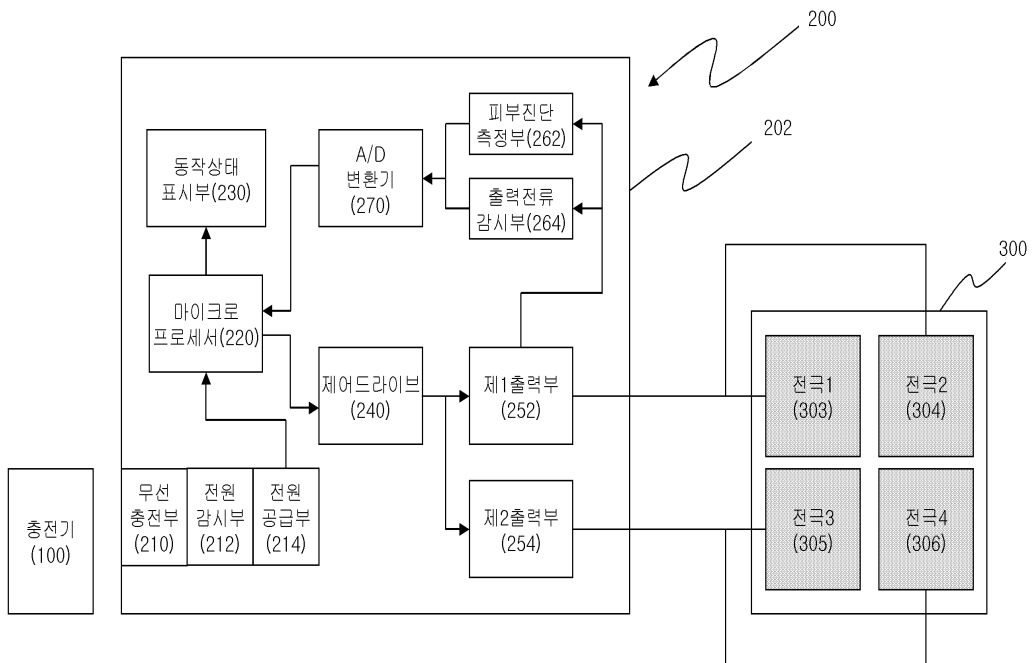 200
202
300
피부진단
측정부(262)
A/D
변환기
(270)
동작상태
표시부(230)
출력전류
감시부(264)
마이크로
프로세서(220)
제어드라이브
(240)
제1출력부
(252)
전극1
(303)
전극2
(304)
충전기
(100)
무선
충전부
(210)
전원
감시부
(212)
전원
공급부
(214)
제2출력부
(254)
전극3
(305)
전극4
(306)